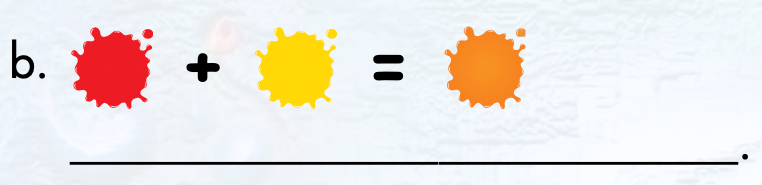 b. + =
.